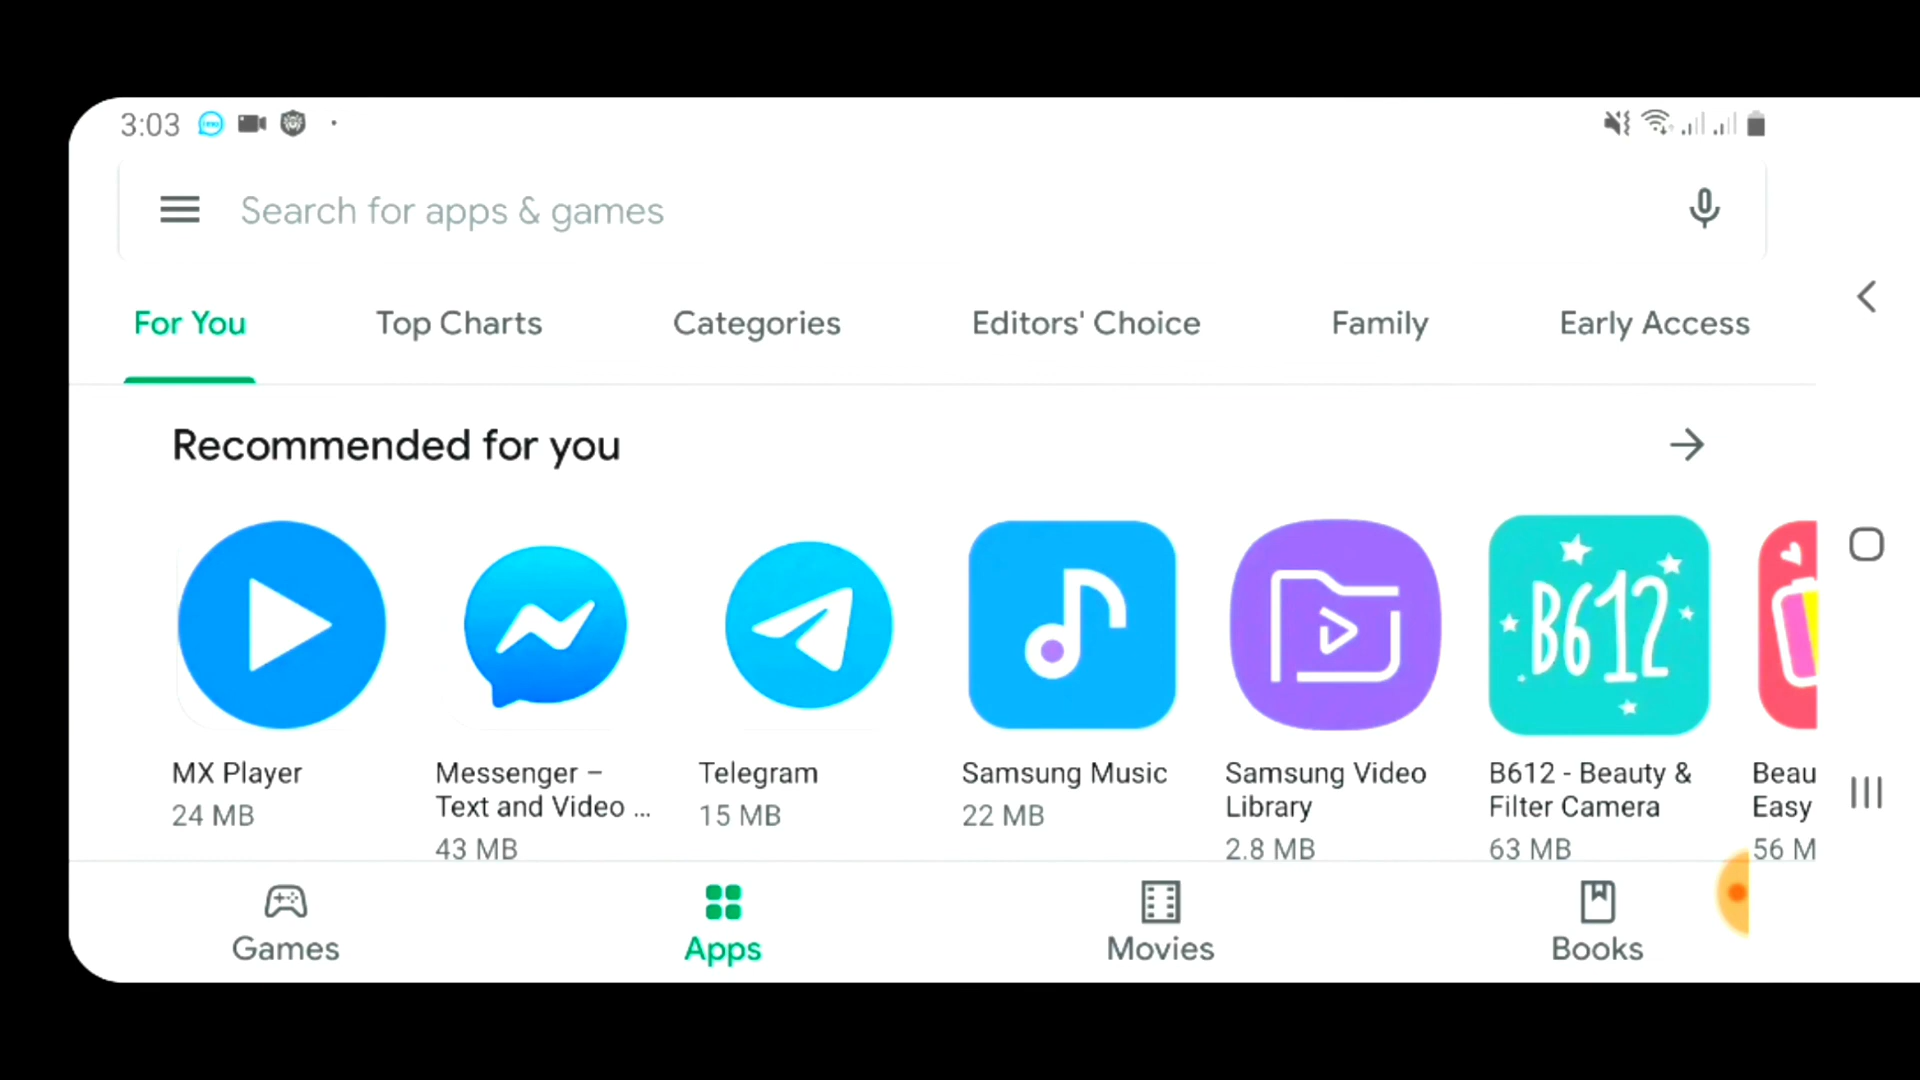 3:03
Search for apps & games
For You
Top Charts
Categories
Editors' Choice
Family
Early Access
Recommended for you
B612
MX Player
24 MB
Messenger –
Text and Video ...
43 MB
Telegram
15 MB
Samsung Music
22 MB
Samsung Video
Library
2.8 MB
B612 - Beauty &
Filter Camera
63 MB
Beau
Easy
56 M
Games
Apps
Movies
Books